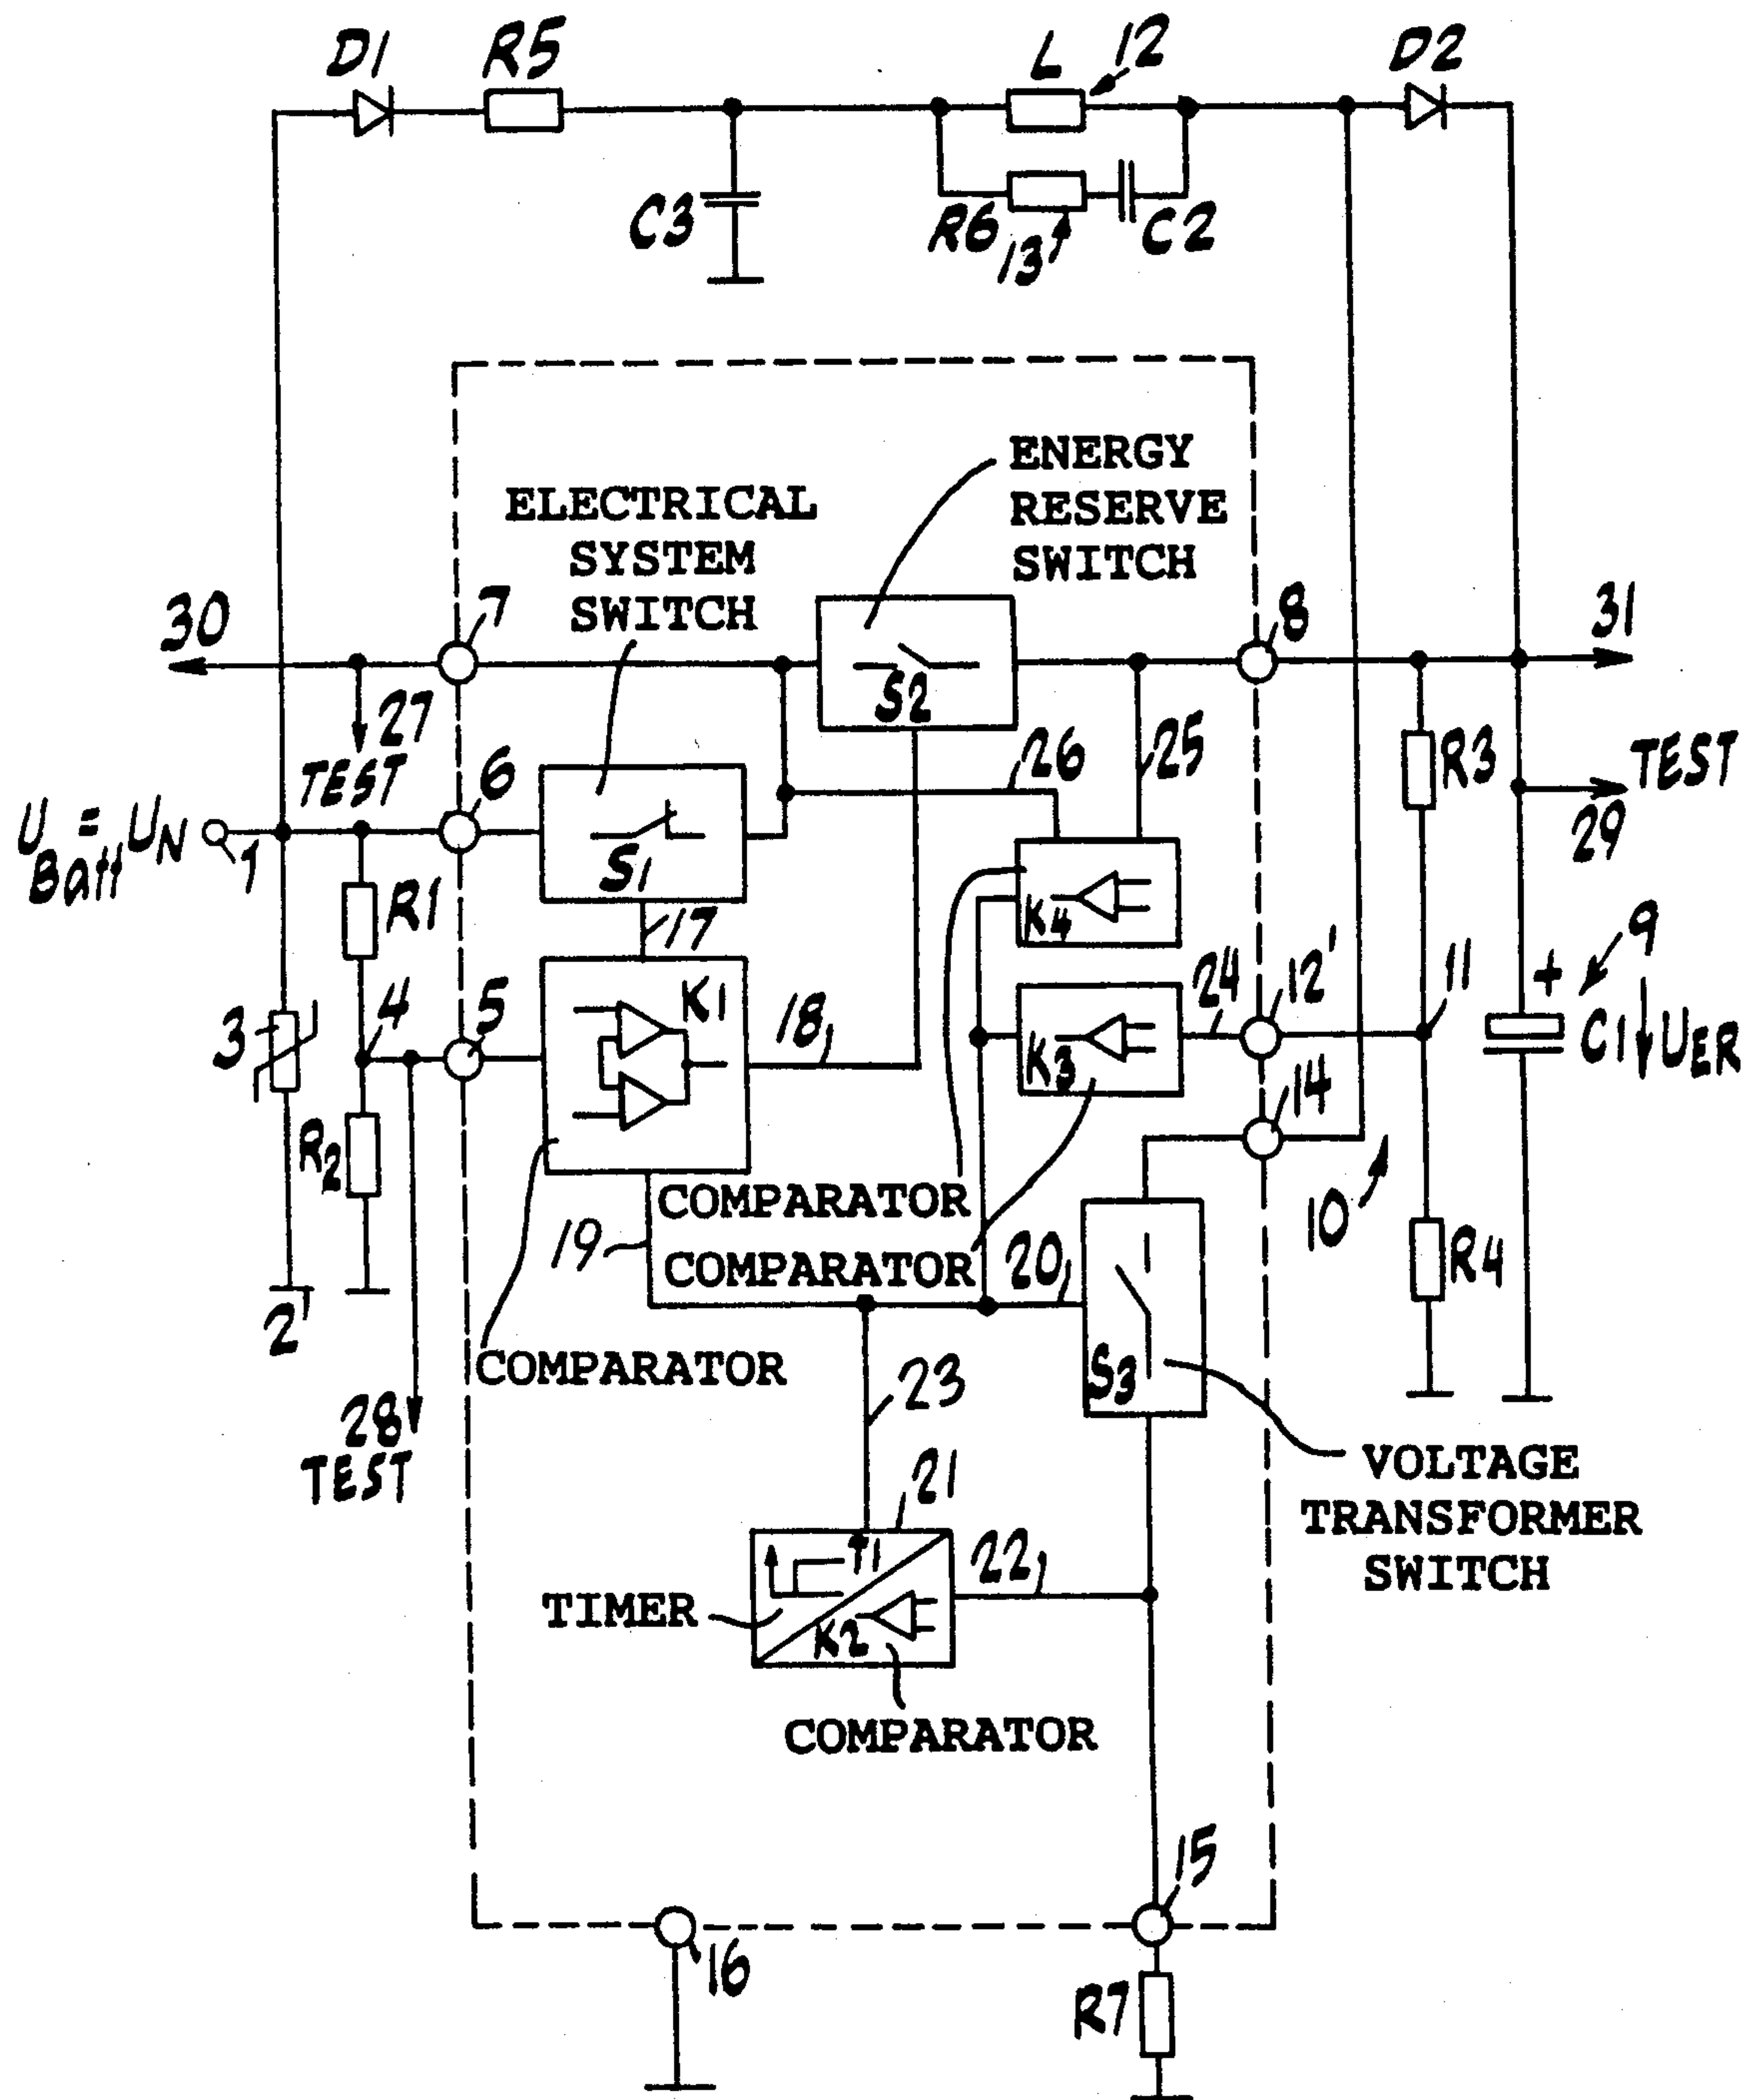 D1
R5
L
12
D2
C3
R6
13
C2
ENERGY
RESERVE
SWITCH
ELECTRICAL
SYSTEM
SWITCH
30
7
8
31
S2
27
TEST
6
26
25
R3
TEST
29
U Batt = UN
1
S1
R1
17
K4
9
3
4
5
K1
18
24
12'
11
+
C1
UER
K3
14
R2
19
COMPARATOR
COMPARATOR
20
10
R4
2'
COMPARATOR
S3
28
TEST
23
VOLTAGE
TRANSFORMER
SWITCH
21
T1
22
TIMER
K2
COMPARATOR
15
16
R7